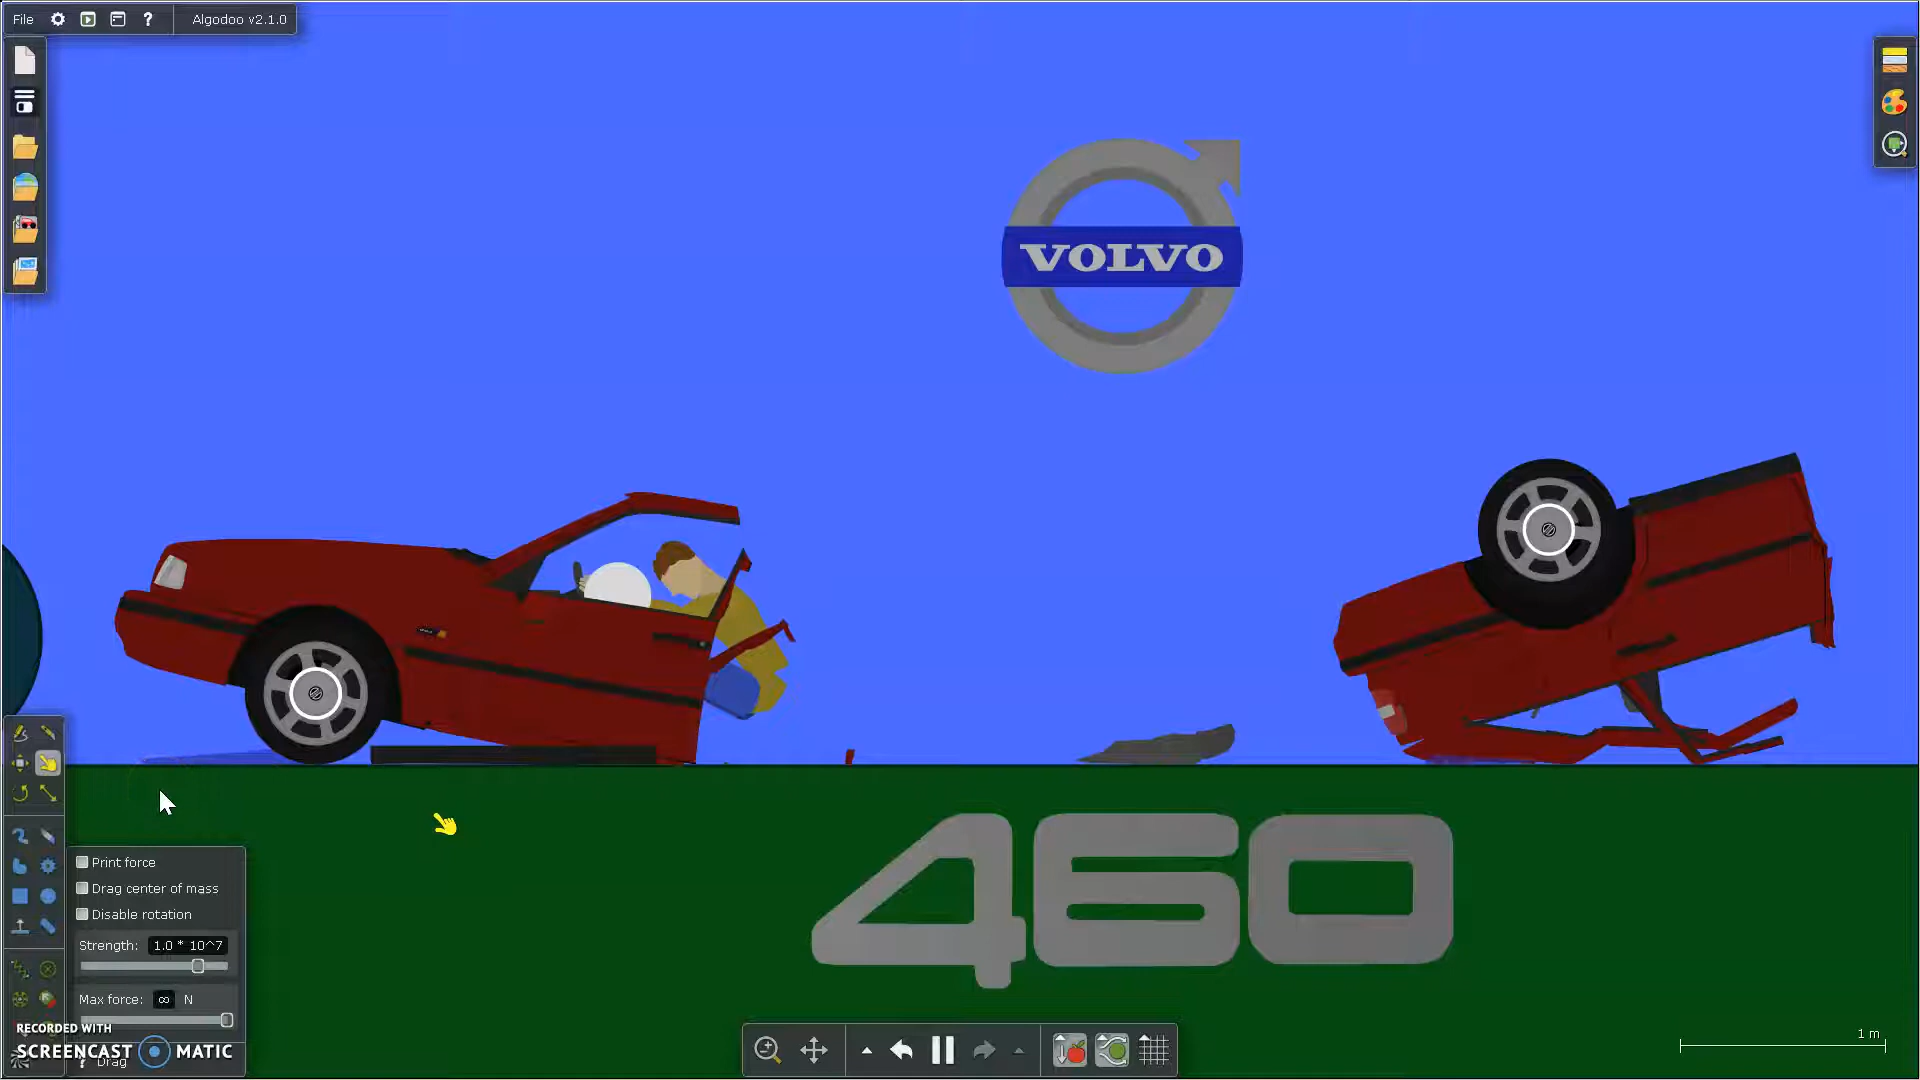 File ? Algodoo v2.1.0
VOLVO
460
Print force
Drag center of mass
Disable rotation
Strength: 1.0 * 10^7
Max force: ∞ N
RECORDED WITH
SCREENCAST MATIC
? Drag
1 m